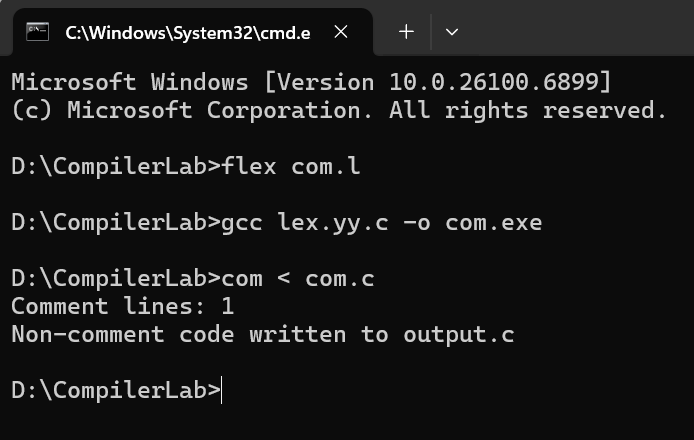 C:\Windows\System32\cmd.e
Microsoft Windows [Version 10.0.26100.6899]
(c) Microsoft Corporation. All rights reserved.
D:\CompilerLab>flex com.l
D:\CompilerLab>gcc lex.yy.c -o com.exe
D:\CompilerLab>com < com.c
Comment lines: 1
Non-comment code written to output.c
D:\CompilerLab>